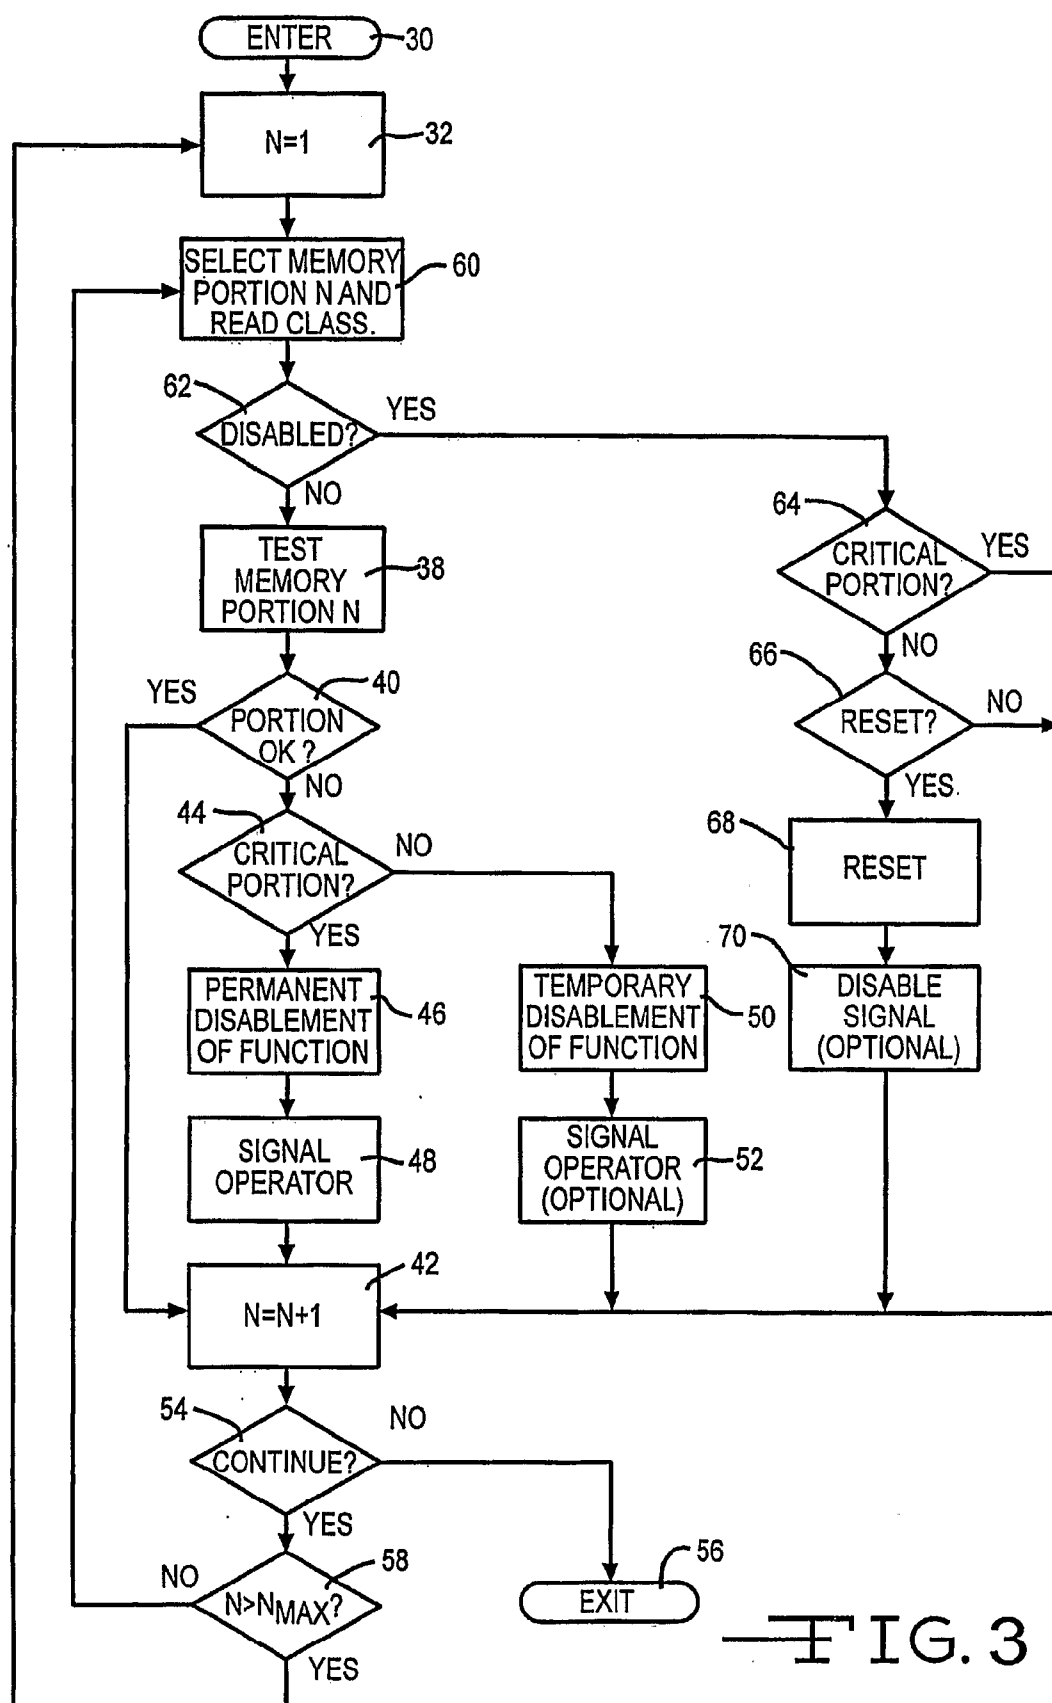 ENTER
30
N=1
32
SELECT MEMORY
PORTION N AND
READ CLASS.
60
62
DISABLED?
YES
NO
64
CRITICAL
PORTION?
YES
NO
TEST
MEMORY
PORTION N
38
66
RESET?
NO
YES.
YES
40
PORTION
OK?
NO
44
CRITICAL
PORTION?
NO
YES
68
RESET
70
DISABLE
SIGNAL
(OPTIONAL)
PERMANENT
DISABLEMENT
OF FUNCTION
46
TEMPORARY
DISABLEMENT
OF FUNCTION
50
SIGNAL
OPERATOR
48
SIGNAL
OPERATOR
(OPTIONAL)
52
N=N+1
42
54
CONTINUE?
NO
YES
NO
58
N>NMAX?
YES
56
EXIT
FIG. 3